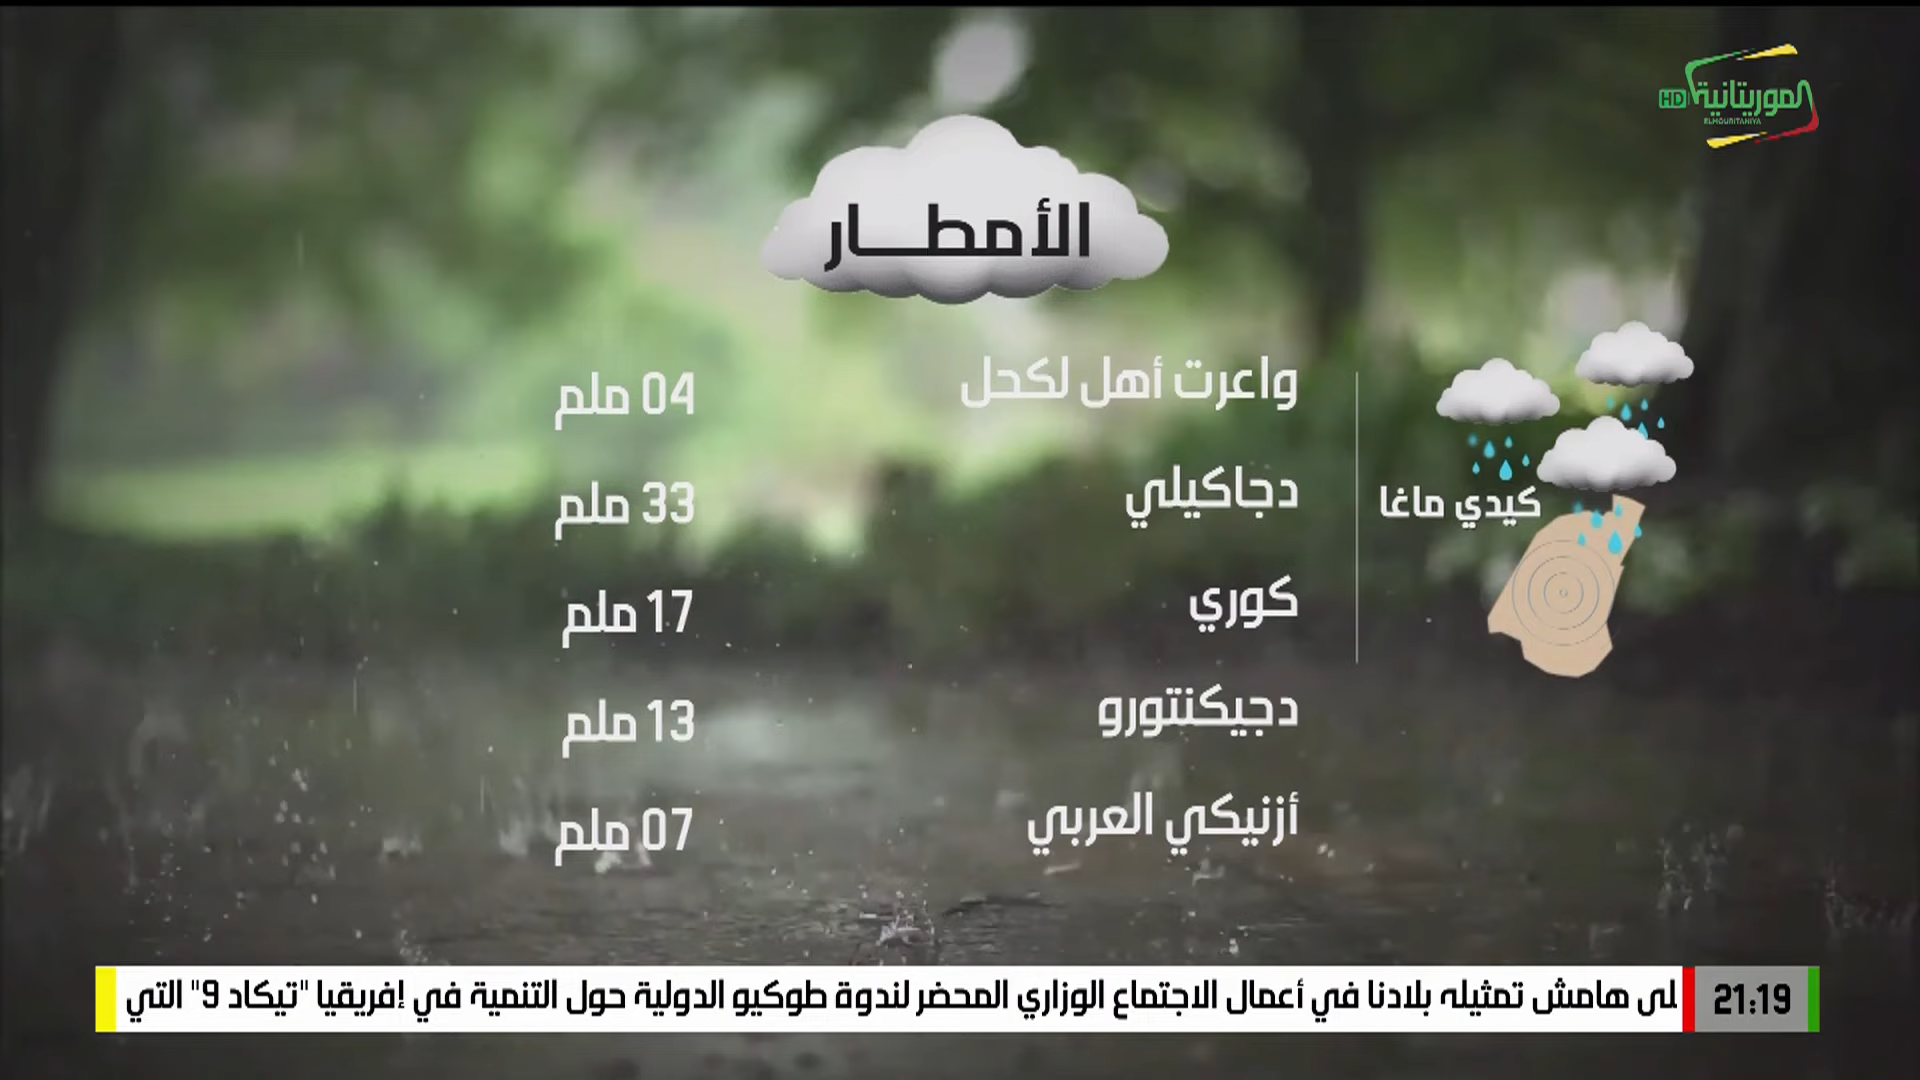 الموريتانية HD
ELMOURITANIYA
الأمطار
كيدي ماغا
واعرت أهل لكحل 04 ملم
دجاكيلي 33 ملم
كوري 17 ملم
دجيكنتورو 13 ملم
أزنيكي العربي 07 ملم
21:19
لى هامش تمثيله بلادنا في أعمال الاجتماع الوزاري المحضر لندوة طوكيو الدولية حول التنمية في إفريقيا "تيكاد 9" التي